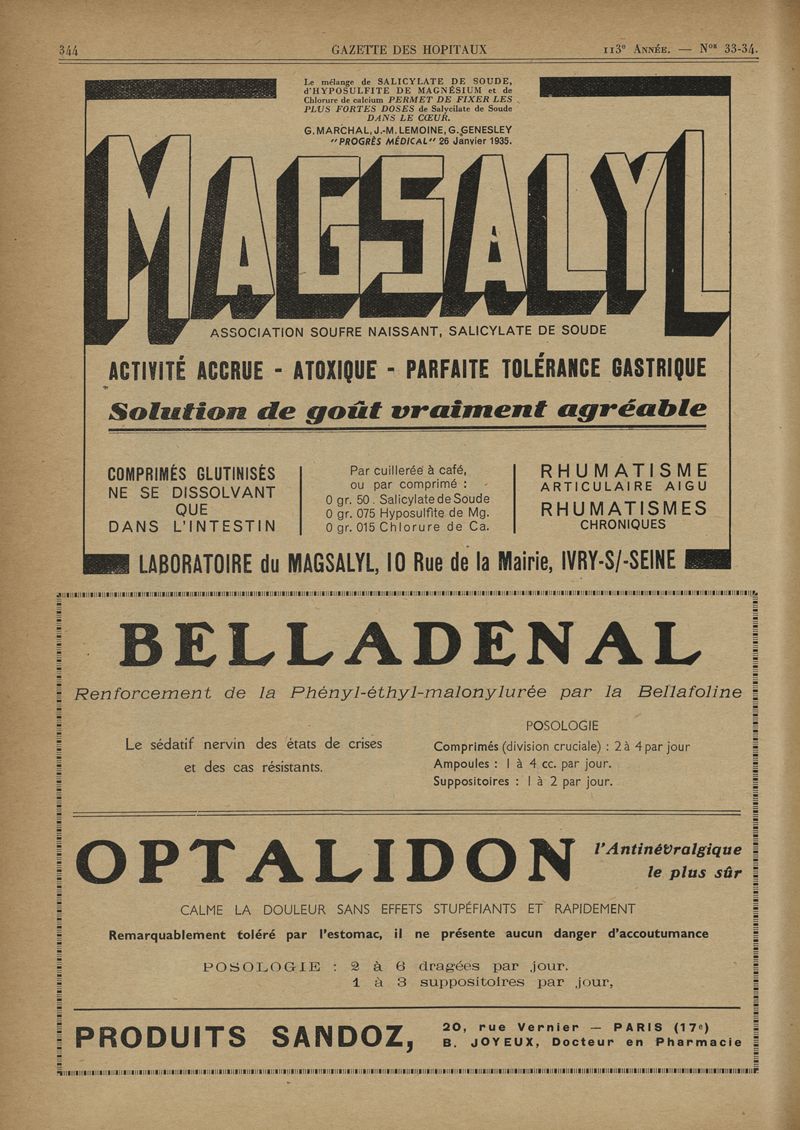 344
GAZETTE DES HOPITAUX
113e ANNÉE. — Nos 33-34.
Le mélange de SALICYLATE DE SOUDE,
d'HYPOSULFITE DE MAGNÉSIUM et de
Chlorure de calcium PERMET DE FIXER LES
PLUS FORTES DOSES de Salycilate de Soude
DANS LE CŒUR.
G. MARCHAL, J.-M. LEMOINE, G. GENESLEY
"PROGRÈS MÉDICAL" 26 Janvier 1935.
MAGSALYL
ASSOCIATION SOUFRE NAISSANT, SALICYLATE DE SOUDE
ACTIVITÉ ACCRUE - ATOXIQUE - PARFAITE TOLÉRANCE GASTRIQUE
Solution de goût vraiment agréable
COMPRIMÉS GLUTINISÉS
NE SE DISSOLVANT
QUE
DANS L'INTESTIN
Par cuillerée à café,
ou par comprimé :
0 gr. 50. Salicylate de Soude
0 gr. 075 Hyposulfite de Mg.
0 gr. 015 Chlorure de Ca.
RHUMATISME
ARTICULAIRE AIGU
RHUMATISMES
CHRONIQUES
LABORATOIRE du MAGSALYL, 10 Rue de la Mairie, IVRY-S/-SEINE
BELLADENAL
Renforcement de la Phényl-éthyl-malonylurée par la Bellafoline
Le sédatif nervin des états de crises
et des cas résistants.
POSOLOGIE
Comprimés (division cruciale) : 2 à 4 par jour
Ampoules : 1 à 4 cc. par jour.
Suppositoires : 1 à 2 par jour.
OPTALIDON
l'Antinévralgique
le plus sûr
CALME LA DOULEUR SANS EFFETS STUPÉFIANTS ET RAPIDEMENT
Remarquablement toléré par l'estomac, il ne présente aucun danger d'accoutumance
POSOLOGIE : 2 à 6 dragées par jour.
1 à 3 suppositoires par jour,
PRODUITS SANDOZ,
20, rue Vernier — PARIS (17e)
B. JOYEUX, Docteur en Pharmacie